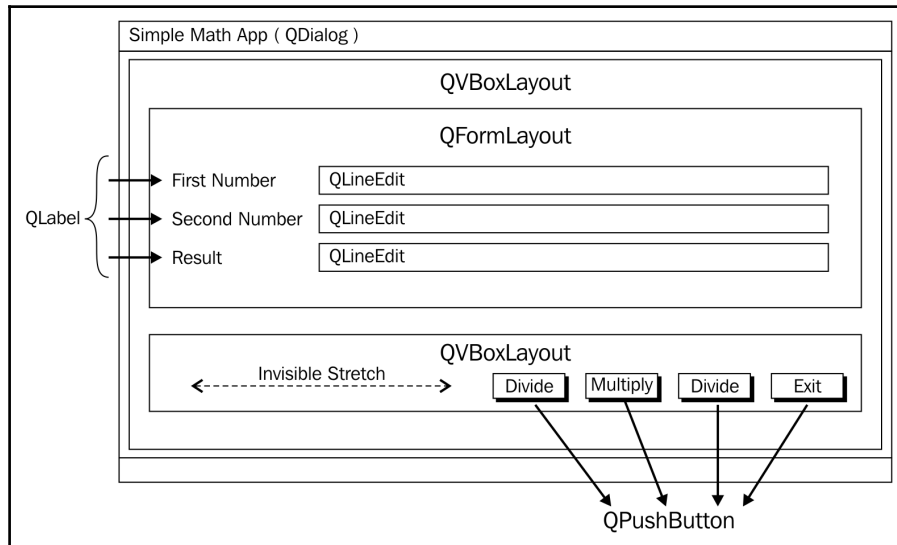 Simple Math App ( QDialog )
QVBoxLayout
QFormLayout
First Number
QLineEdit
QLabel
Second Number
QLineEdit
Result
QLineEdit
QVBoxLayout
Invisible Stretch
Divide
Multiply
Divide
Exit
QPushButton